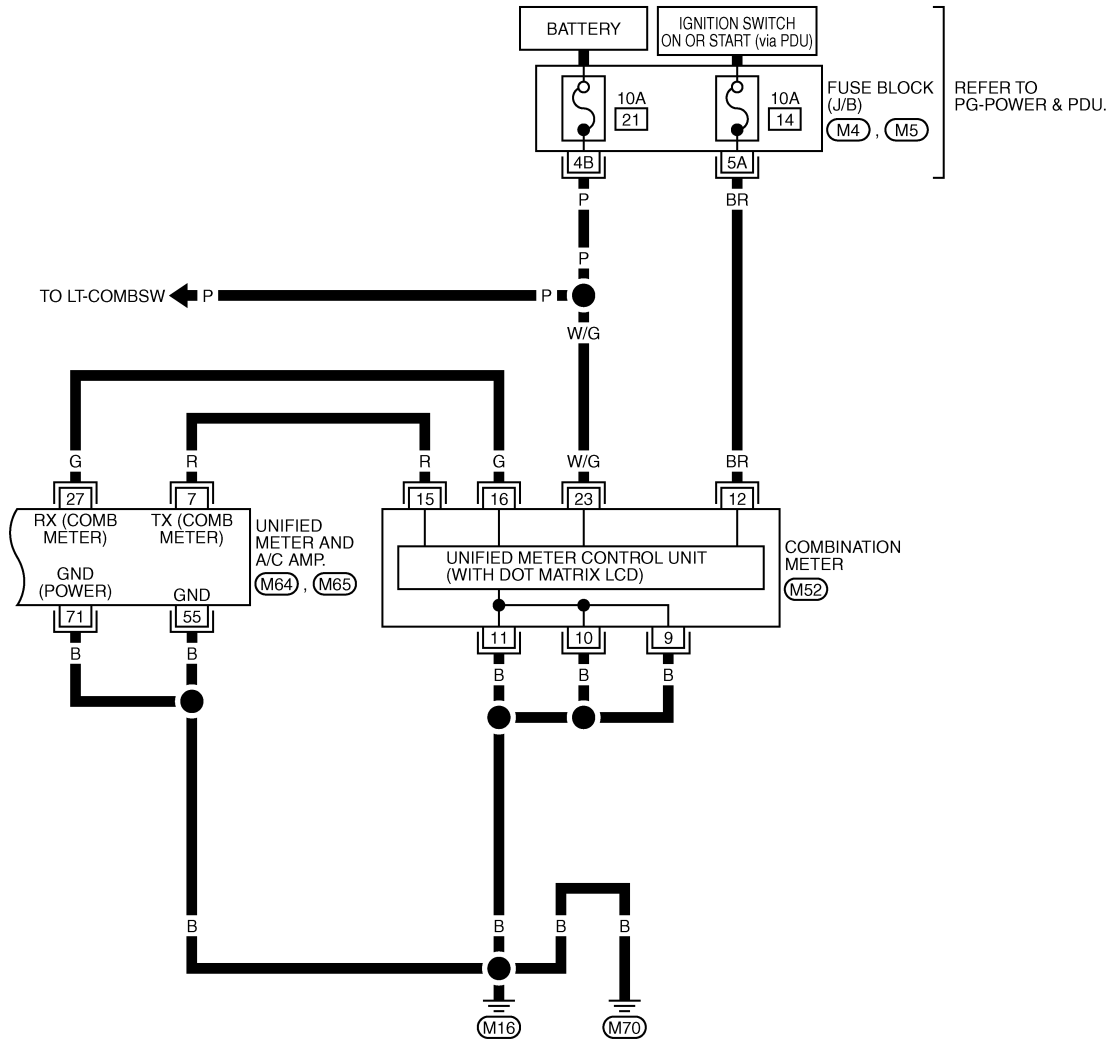 BATTERY
IGNITION SWITCH
ON OR START (via PDU)
10A
21
10A
14
FUSE BLOCK
(J/B)
M4 , M5
REFER TO
PG-POWER & PDU.
4B
5A
P
BR
P
TO LT-COMBSW
P
P
W/G
G
R
R
G
W/G
BR
27
7
15
16
23
12
RX (COMB
METER)
TX (COMB
METER)
UNIFIED
METER AND
A/C AMP.
M64 , M65
GND
(POWER)
GND
UNIFIED METER CONTROL UNIT
(WITH DOT MATRIX LCD)
COMBINATION
METER
M52
71
55
11
10
9
B
B
B
B
B
B
B
B
B
M16
M70